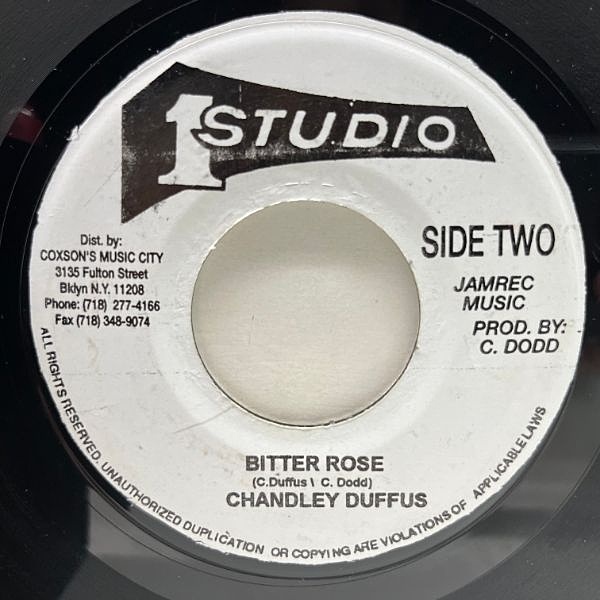 1 STUDIO
Dist. by:
COXSON'S MUSIC CITY
3135 Fulton Street
Bklyn N.Y. 11208
Phone: (718) 277-4166
Fax (718) 348-9074
SIDE TWO
JAMREC
MUSIC
PROD. BY:
C. DODD
BITTER ROSE
(C.Duffus \ C. Dodd)
CHANDLEY DUFFUS
ALL RIGHTS RESERVED. UNAUTHORIZED DUPLICATION OR COPYING ARE VIOLATIONS OF APPLICABLE LAWS